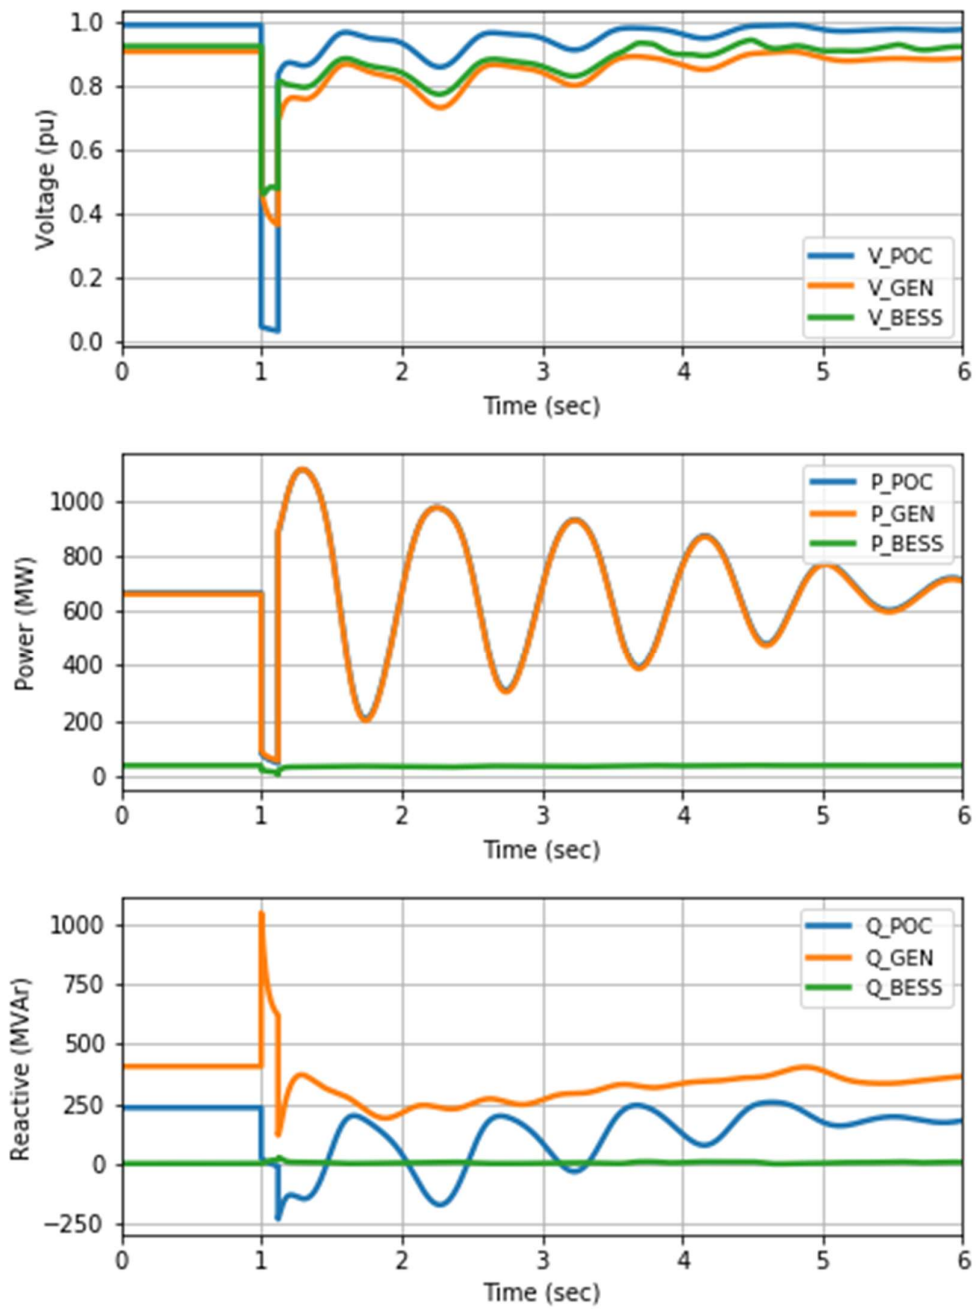 Voltage (pu)
1.0
0.8
0.6
0.4
0.2
0.0
V_POC
V_GEN
V_BESS
0 1 2 3 4 5 6
Time (sec)
Power (MW)
1000
800
600
400
200
0
P_POC
P_GEN
P_BESS
0 1 2 3 4 5 6
Time (sec)
Reactive (MVAr)
1000
750
500
250
0
−250
Q_POC
Q_GEN
Q_BESS
0 1 2 3 4 5 6
Time (sec)